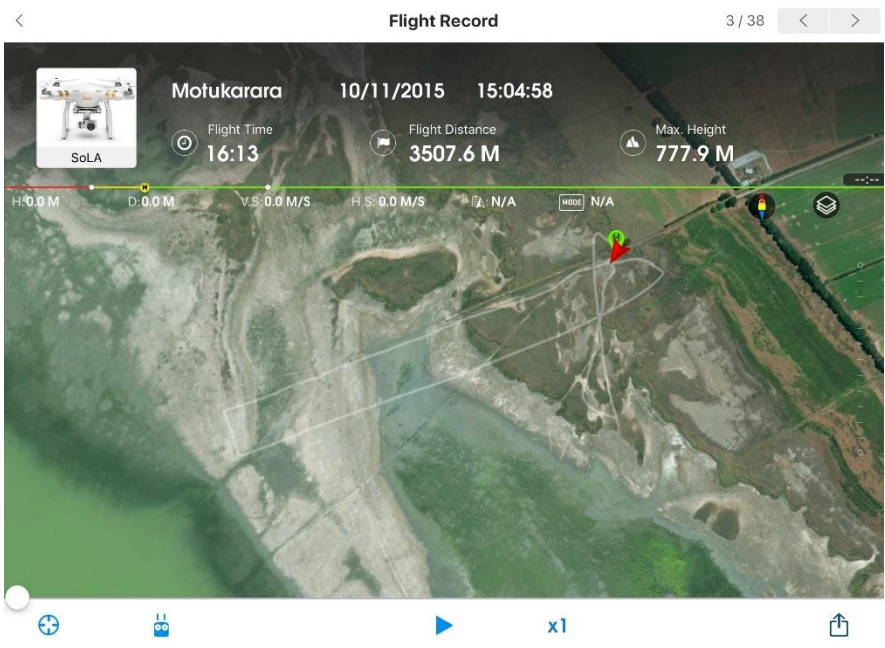 Flight Record
3 / 38
Motukarara 10/11/2015 15:04:58
SoLA
Flight Time
16:13
Flight Distance
3507.6 M
Max. Height
777.9 M
--:--
H
H:0.0 M D:0.0 M V.S: 0.0 M/S H.S: 0.0 M/S : N/A MODE N/A
H
x1